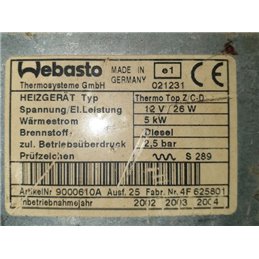 Webasto
MADE IN
GERMANY
e1
021231
CE
Thermosysteme GmbH
HEIZGERÄT Typ Thermo Top Z/C-D
Spannung/El.Leistung 12 V / 26 W
Wärmestrom 5 kW
Brennstoff Diesel
zul. Betriebsüberdruck 2,5 bar
Prüfzeichen S 289
ArtikelNr 9000610A Ausf. 25 Fabr. Nr. 4F 625801
Inbetriebnahmejahr 2002 2003 2004